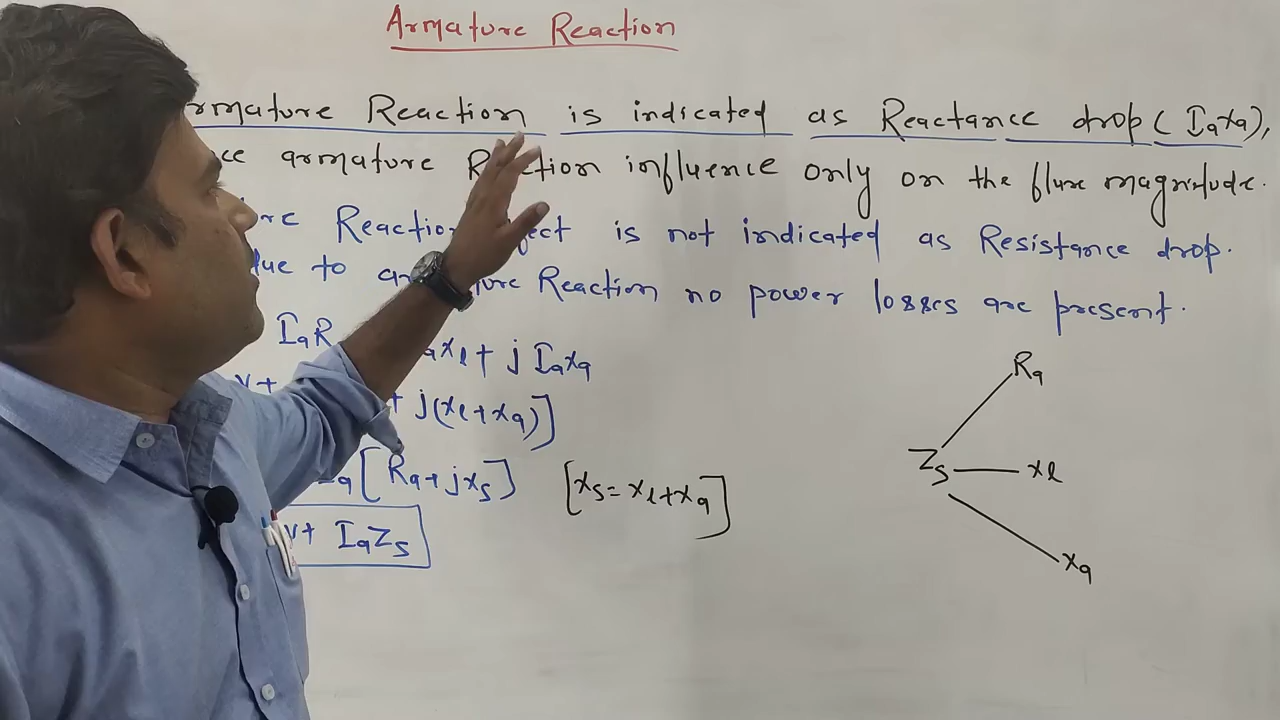 Armature Reaction
rmature Reaction is indicated as Reactance drop (Iaxa),
ce armature Reaction influence only on the flux magnitude.
re Reactio ect is not indicated as Resistance drop.
due to ar ture Reaction no power losses are present.
IaR axl + j Iaxa
v+ + j(xl+xa)]
a[Ra+jxs] [xs = xl+xa]
v+ IaZs
Ra
Zs xl
xa